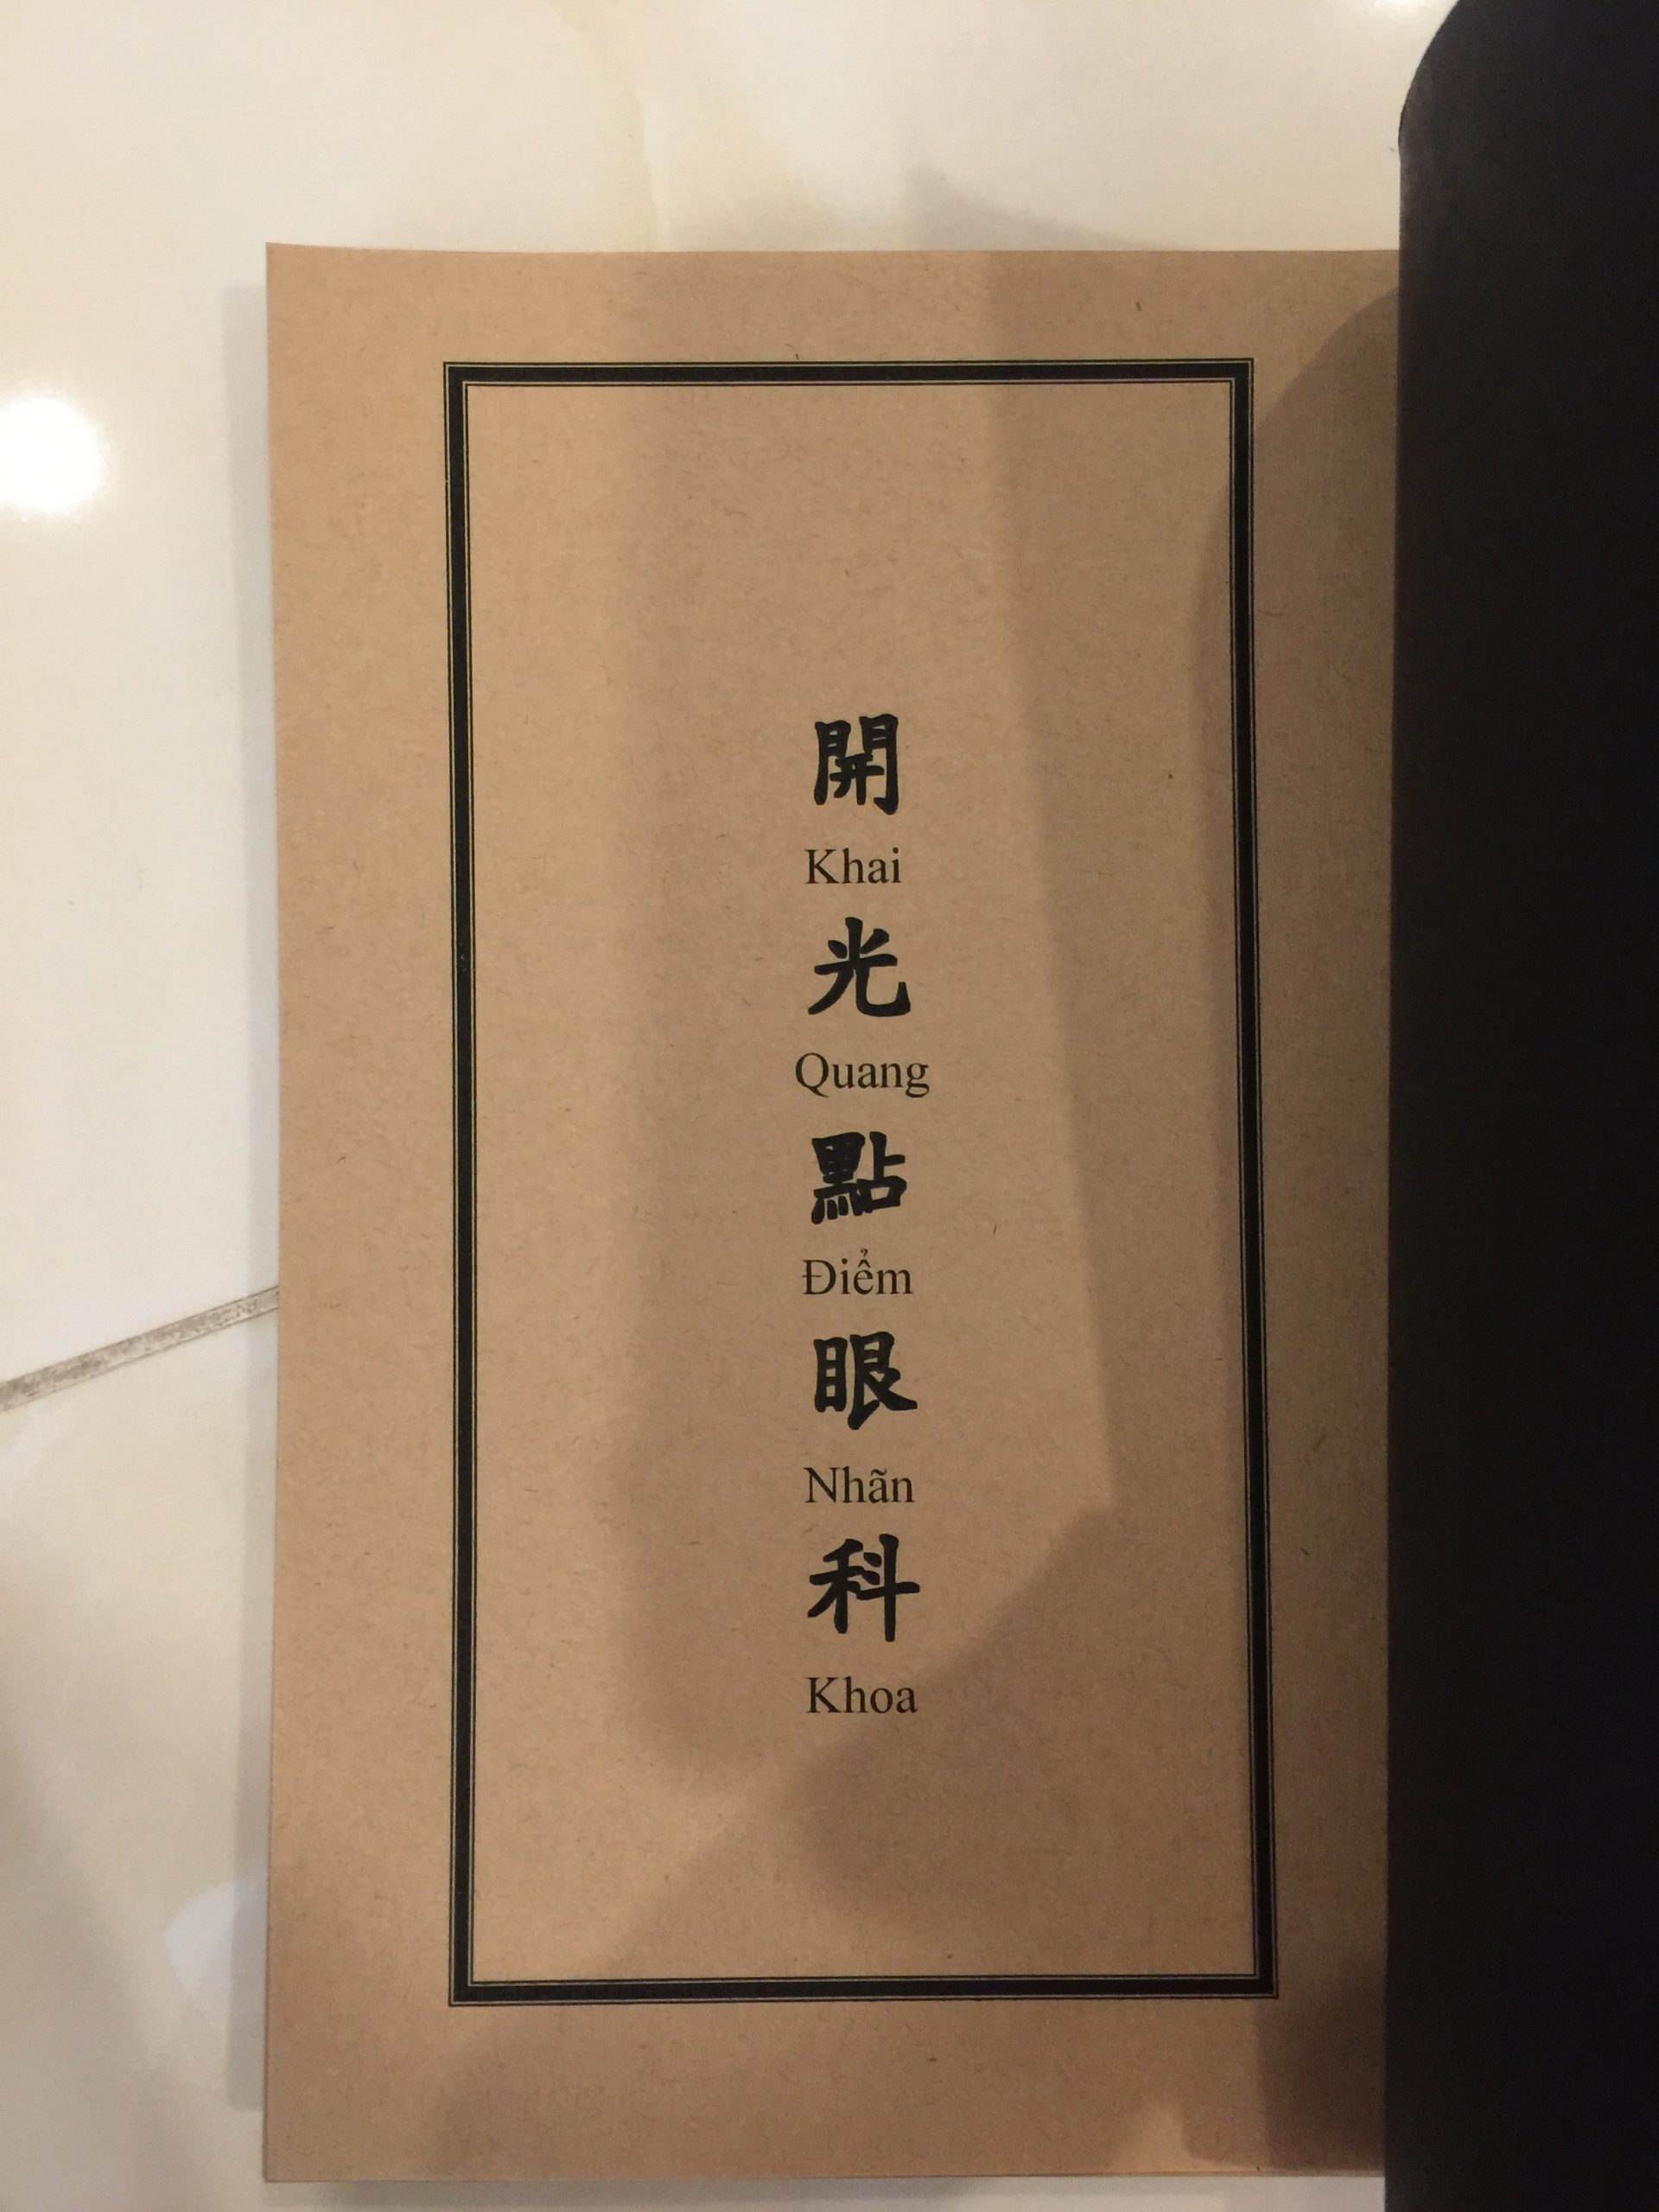 開
Khai
光
Quang
點
Điểm
眼
Nhãn
科
Khoa